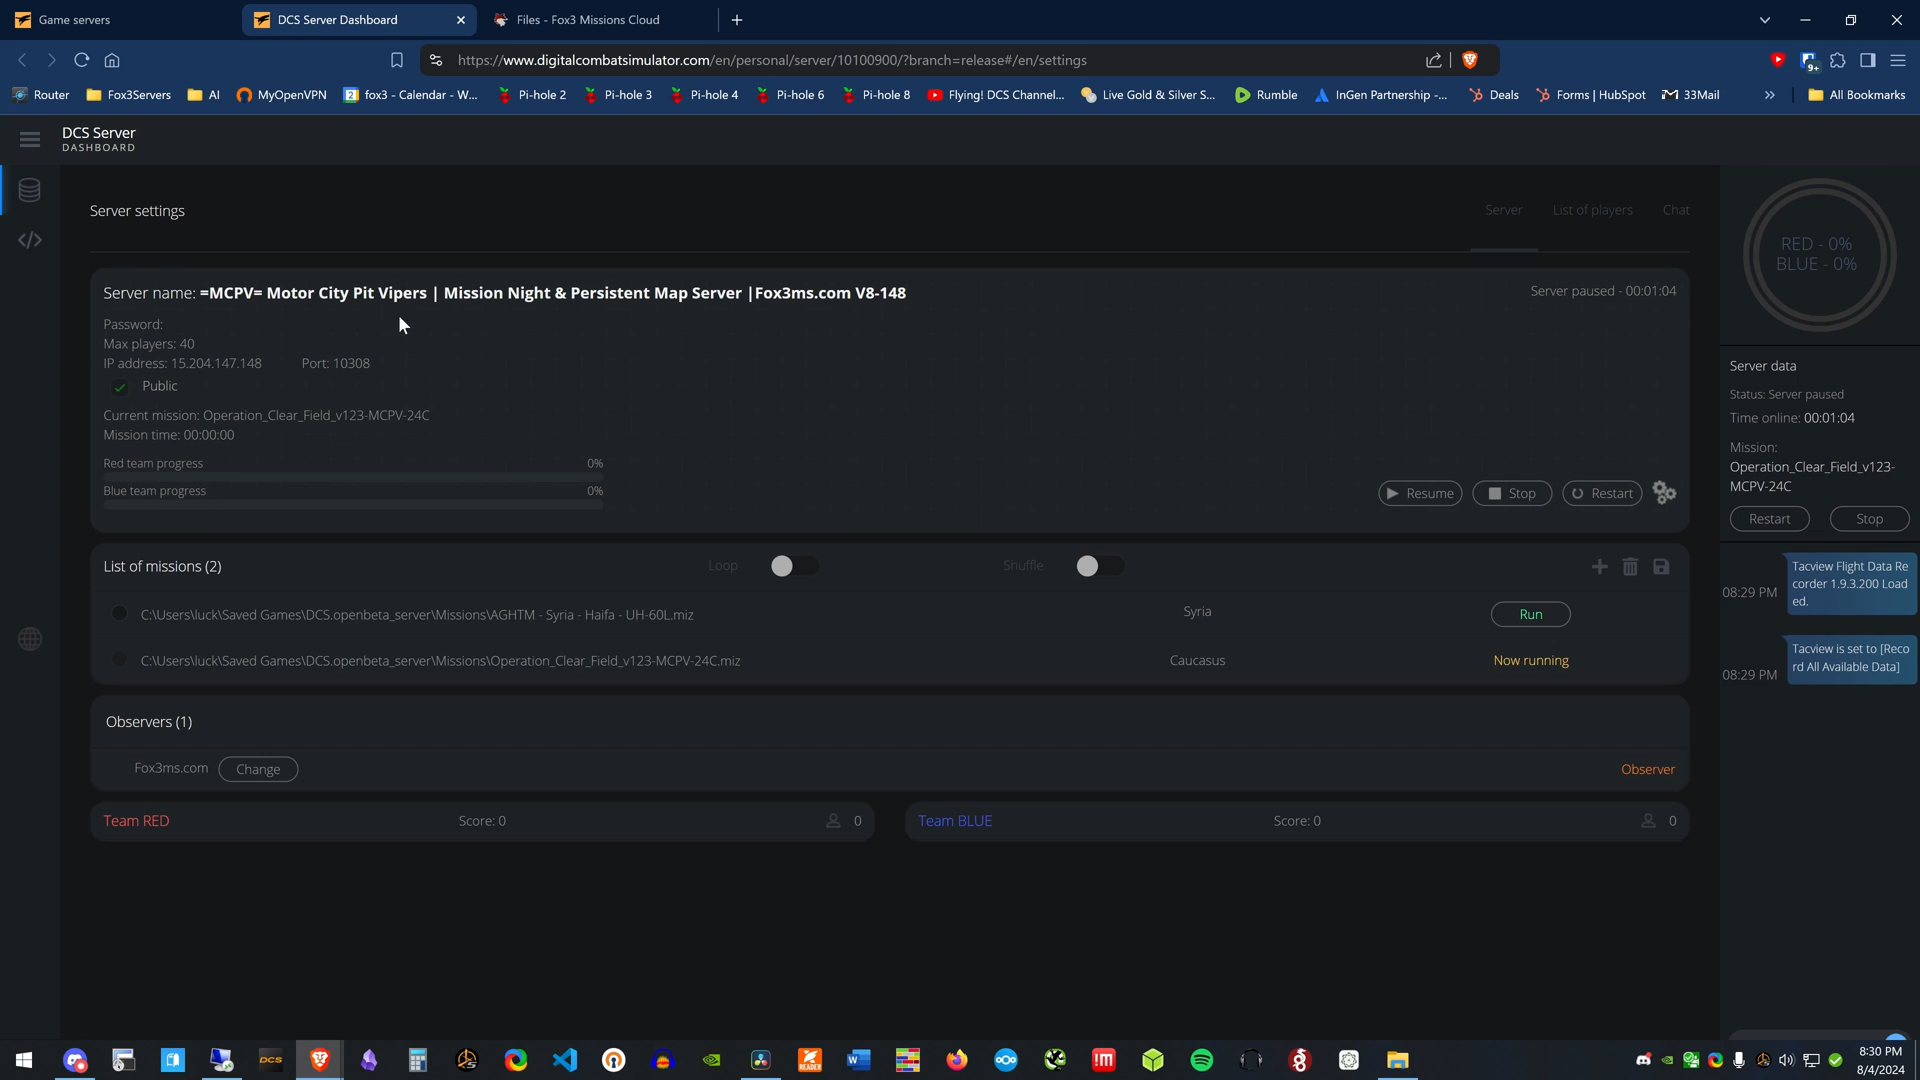 Game servers
DCS Server Dashboard
Files - Fox3 Missions Cloud
https://www.digitalcombatsimulator.com/en/personal/server/10100900/?branch=release#/en/settings
9+
Router
Fox3Servers
AI
MyOpenVPN
fox3 - Calendar - W...
Pi-hole 2
Pi-hole 3
Pi-hole 4
Pi-hole 6
Pi-hole 8
Flying! DCS Channel...
Live Gold & Silver S...
Rumble
InGen Partnership -...
Deals
Forms | HubSpot
33Mail
All Bookmarks
DCS Server
DASHBOARD
Server settings
Server
List of players
Chat
RED - 0%
BLUE - 0%
Server name: =MCPV= Motor City Pit Vipers | Mission Night & Persistent Map Server |Fox3ms.com V8-148
Server paused - 00:01:04
Password:
Max players: 40
IP address: 15.204.147.148 Port: 10308
Public
Current mission: Operation_Clear_Field_v123-MCPV-24C
Mission time: 00:00:00
Red team progress 0%
Blue team progress 0%
Resume
Stop
Restart
Server data
Status: Server paused
Time online: 00:01:04
Mission:
Operation_Clear_Field_v123-
MCPV-24C
Restart
Stop
List of missions (2)
Loop
Shuffle
C:\Users\luck\Saved Games\DCS.openbeta_server\Missions\AGHTM - Syria - Haifa - UH-60L.miz
Syria
Run
C:\Users\luck\Saved Games\DCS.openbeta_server\Missions\Operation_Clear_Field_v123-MCPV-24C.miz
Caucasus
Now running
08:29 PM
Tacview Flight Data Re
corder 1.9.3.200 Load
ed.
08:29 PM
Tacview is set to [Reco
rd All Available Data]
Observers (1)
Fox3ms.com
Change
Observer
Team RED
Score: 0
0
Team BLUE
Score: 0
0
DCS
READER
!M
8:30 PM
8/4/2024